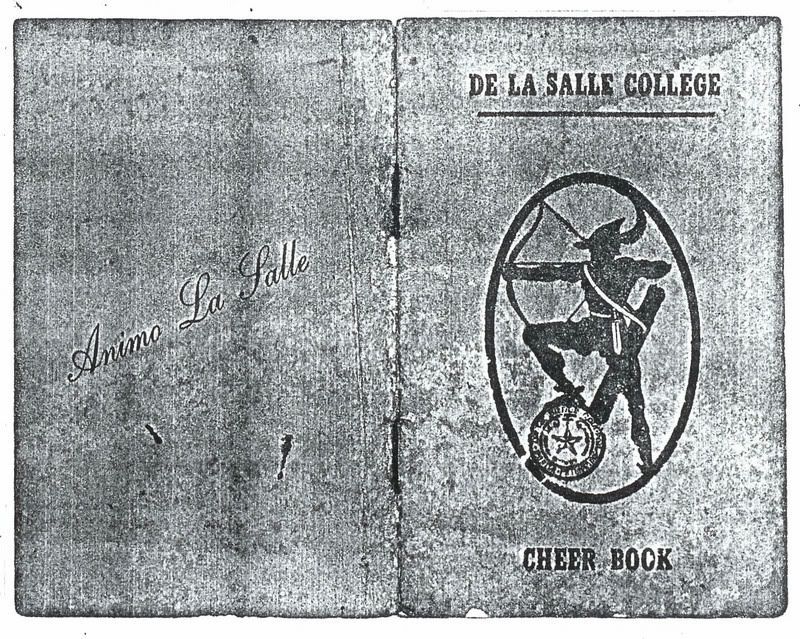 Animo La Salle
DE LA SALLE COLLEGE
CHEER BOOK